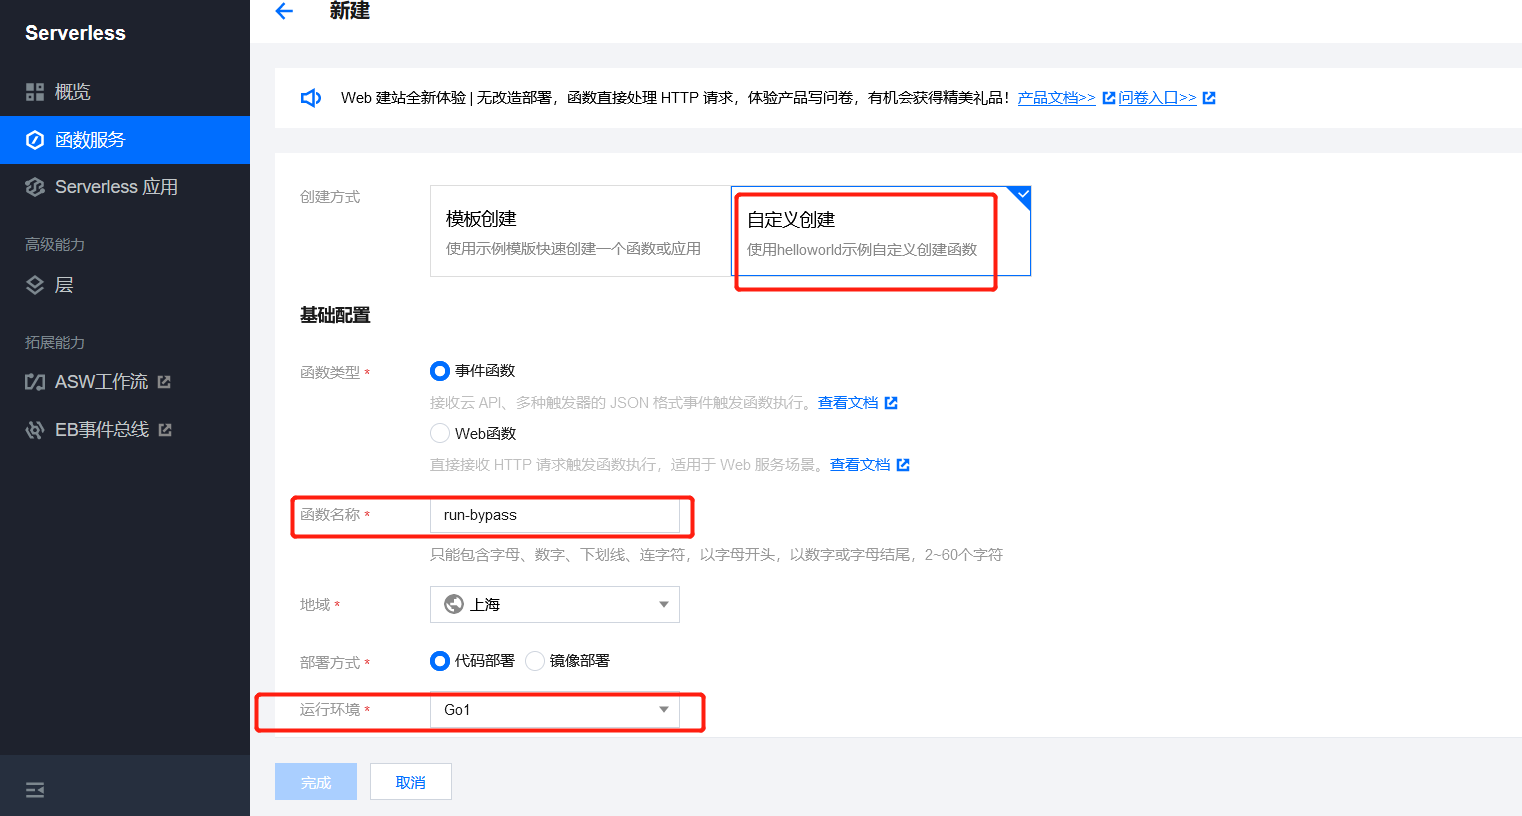 Serverless
概览
函数服务
Serverless 应用
高级能力
层
拓展能力
ASW工作流
EB事件总线
新建
Web 建站全新体验 | 无改造部署，函数直接处理 HTTP 请求，体验产品写问卷，有机会获得精美礼品！产品文档>> 问卷入口>>
创建方式
模板创建
使用示例模版快速创建一个函数或应用
自定义创建
使用helloworld示例自定义创建函数
基础配置
函数类型 *
事件函数
接收云 API、多种触发器的 JSON 格式事件触发函数执行。查看文档
Web函数
直接接收 HTTP 请求触发函数执行，适用于 Web 服务场景。查看文档
函数名称 * run-bypass
只能包含字母、数字、下划线、连字符，以字母开头，以数字或字母结尾，2~60个字符
地域 * 上海
部署方式 * 代码部署 镜像部署
运行环境 * Go1
完成 取消